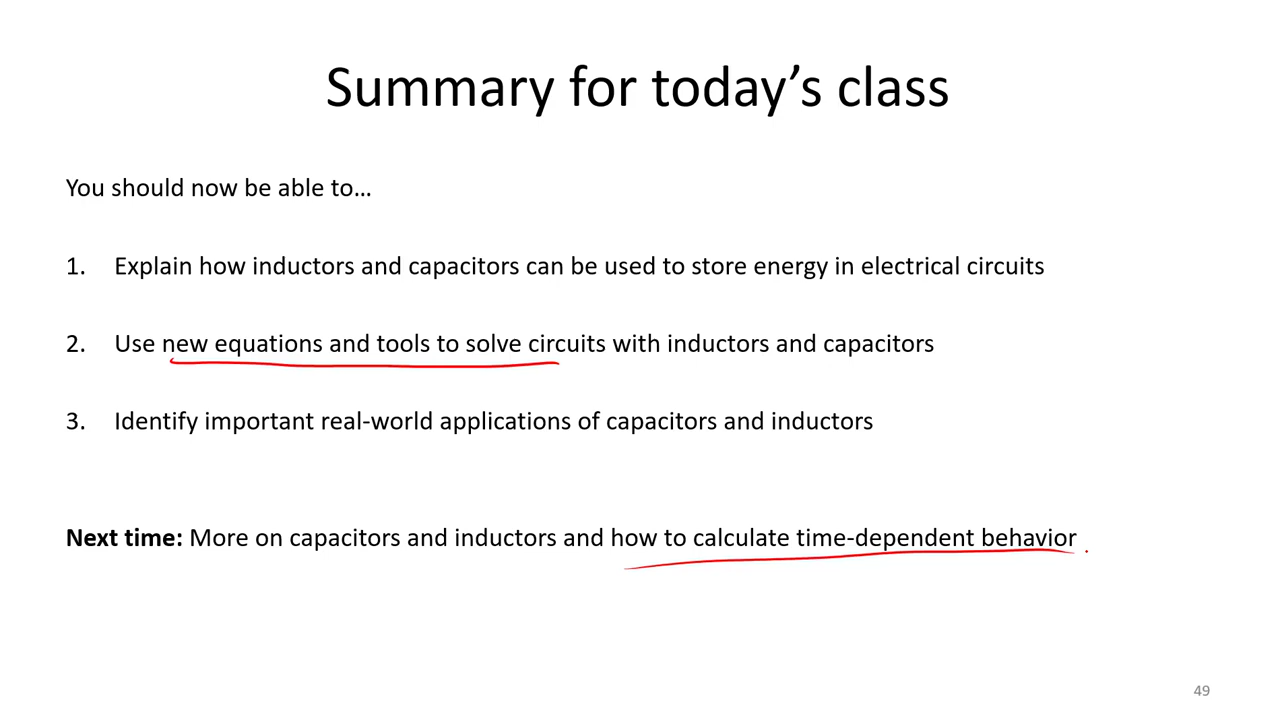 Summary for today’s class
You should now be able to…
1. Explain how inductors and capacitors can be used to store energy in electrical circuits
2. Use new equations and tools to solve circuits with inductors and capacitors
3. Identify important real-world applications of capacitors and inductors
Next time: More on capacitors and inductors and how to calculate time-dependent behavior
49